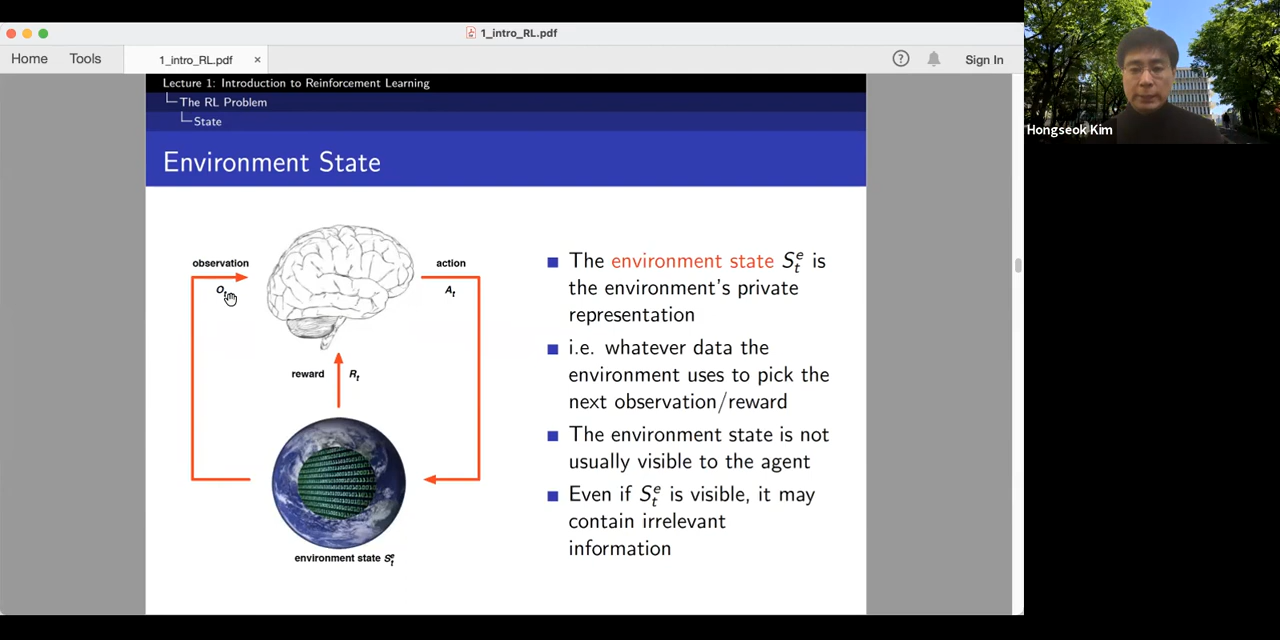 1_intro_RL.pdf
Home
Tools
1_intro_RL.pdf ×
Sign In
Lecture 1: Introduction to Reinforcement Learning
The RL Problem
State
Environment State
observation
Oₜ
action
Aₜ
reward Rₜ
environment state Sₜᵉ
The environment state Sₜᵉ is
the environment's private
representation
i.e. whatever data the
environment uses to pick the
next observation/reward
The environment state is not
usually visible to the agent
Even if Sₜᵉ is visible, it may
contain irrelevant
information
Hongseok Kim